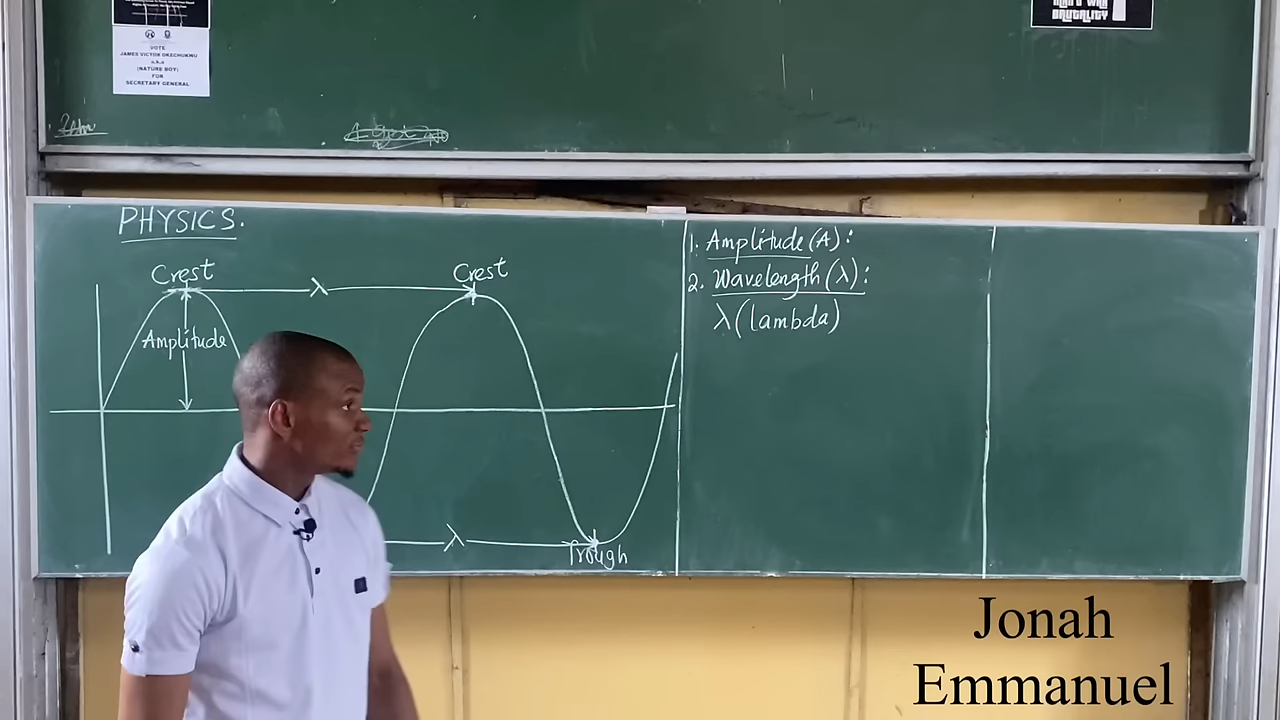 VOTE
JAMES VICTOR OKECHUKWU
a.k.a
(NATURE BOY)
FOR
SECRETARY GENERAL
BRUTALITY
PHYSICS.
Crest
λ
Crest
Amplitude
λ
Trough
1. Amplitude (A):
2. Wavelength (λ):
λ (lambda)
Jonah
Emmanuel